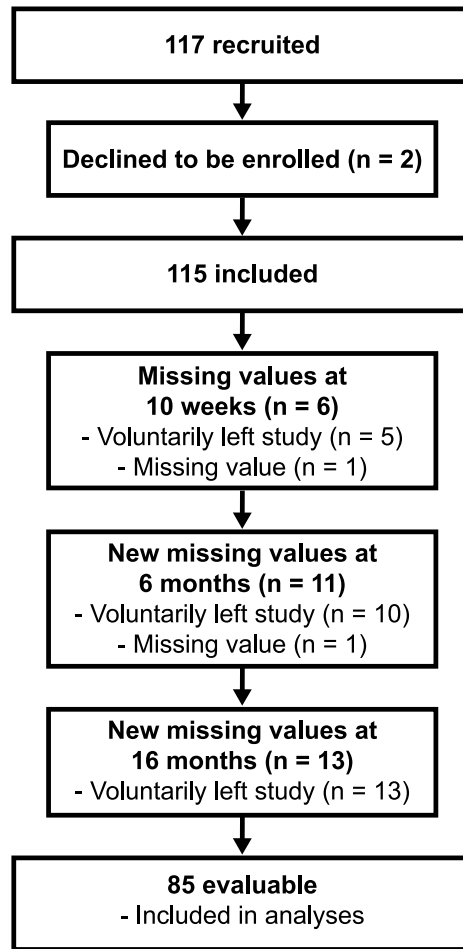 117 recruited
Declined to be enrolled (n = 2)
115 included
Missing values at
10 weeks (n = 6)
- Voluntarily left study (n = 5)
- Missing value (n = 1)
New missing values at
6 months (n = 11)
- Voluntarily left study (n = 10)
- Missing value (n = 1)
New missing values at
16 months (n = 13)
- Voluntarily left study (n = 13)
85 evaluable
- Included in analyses